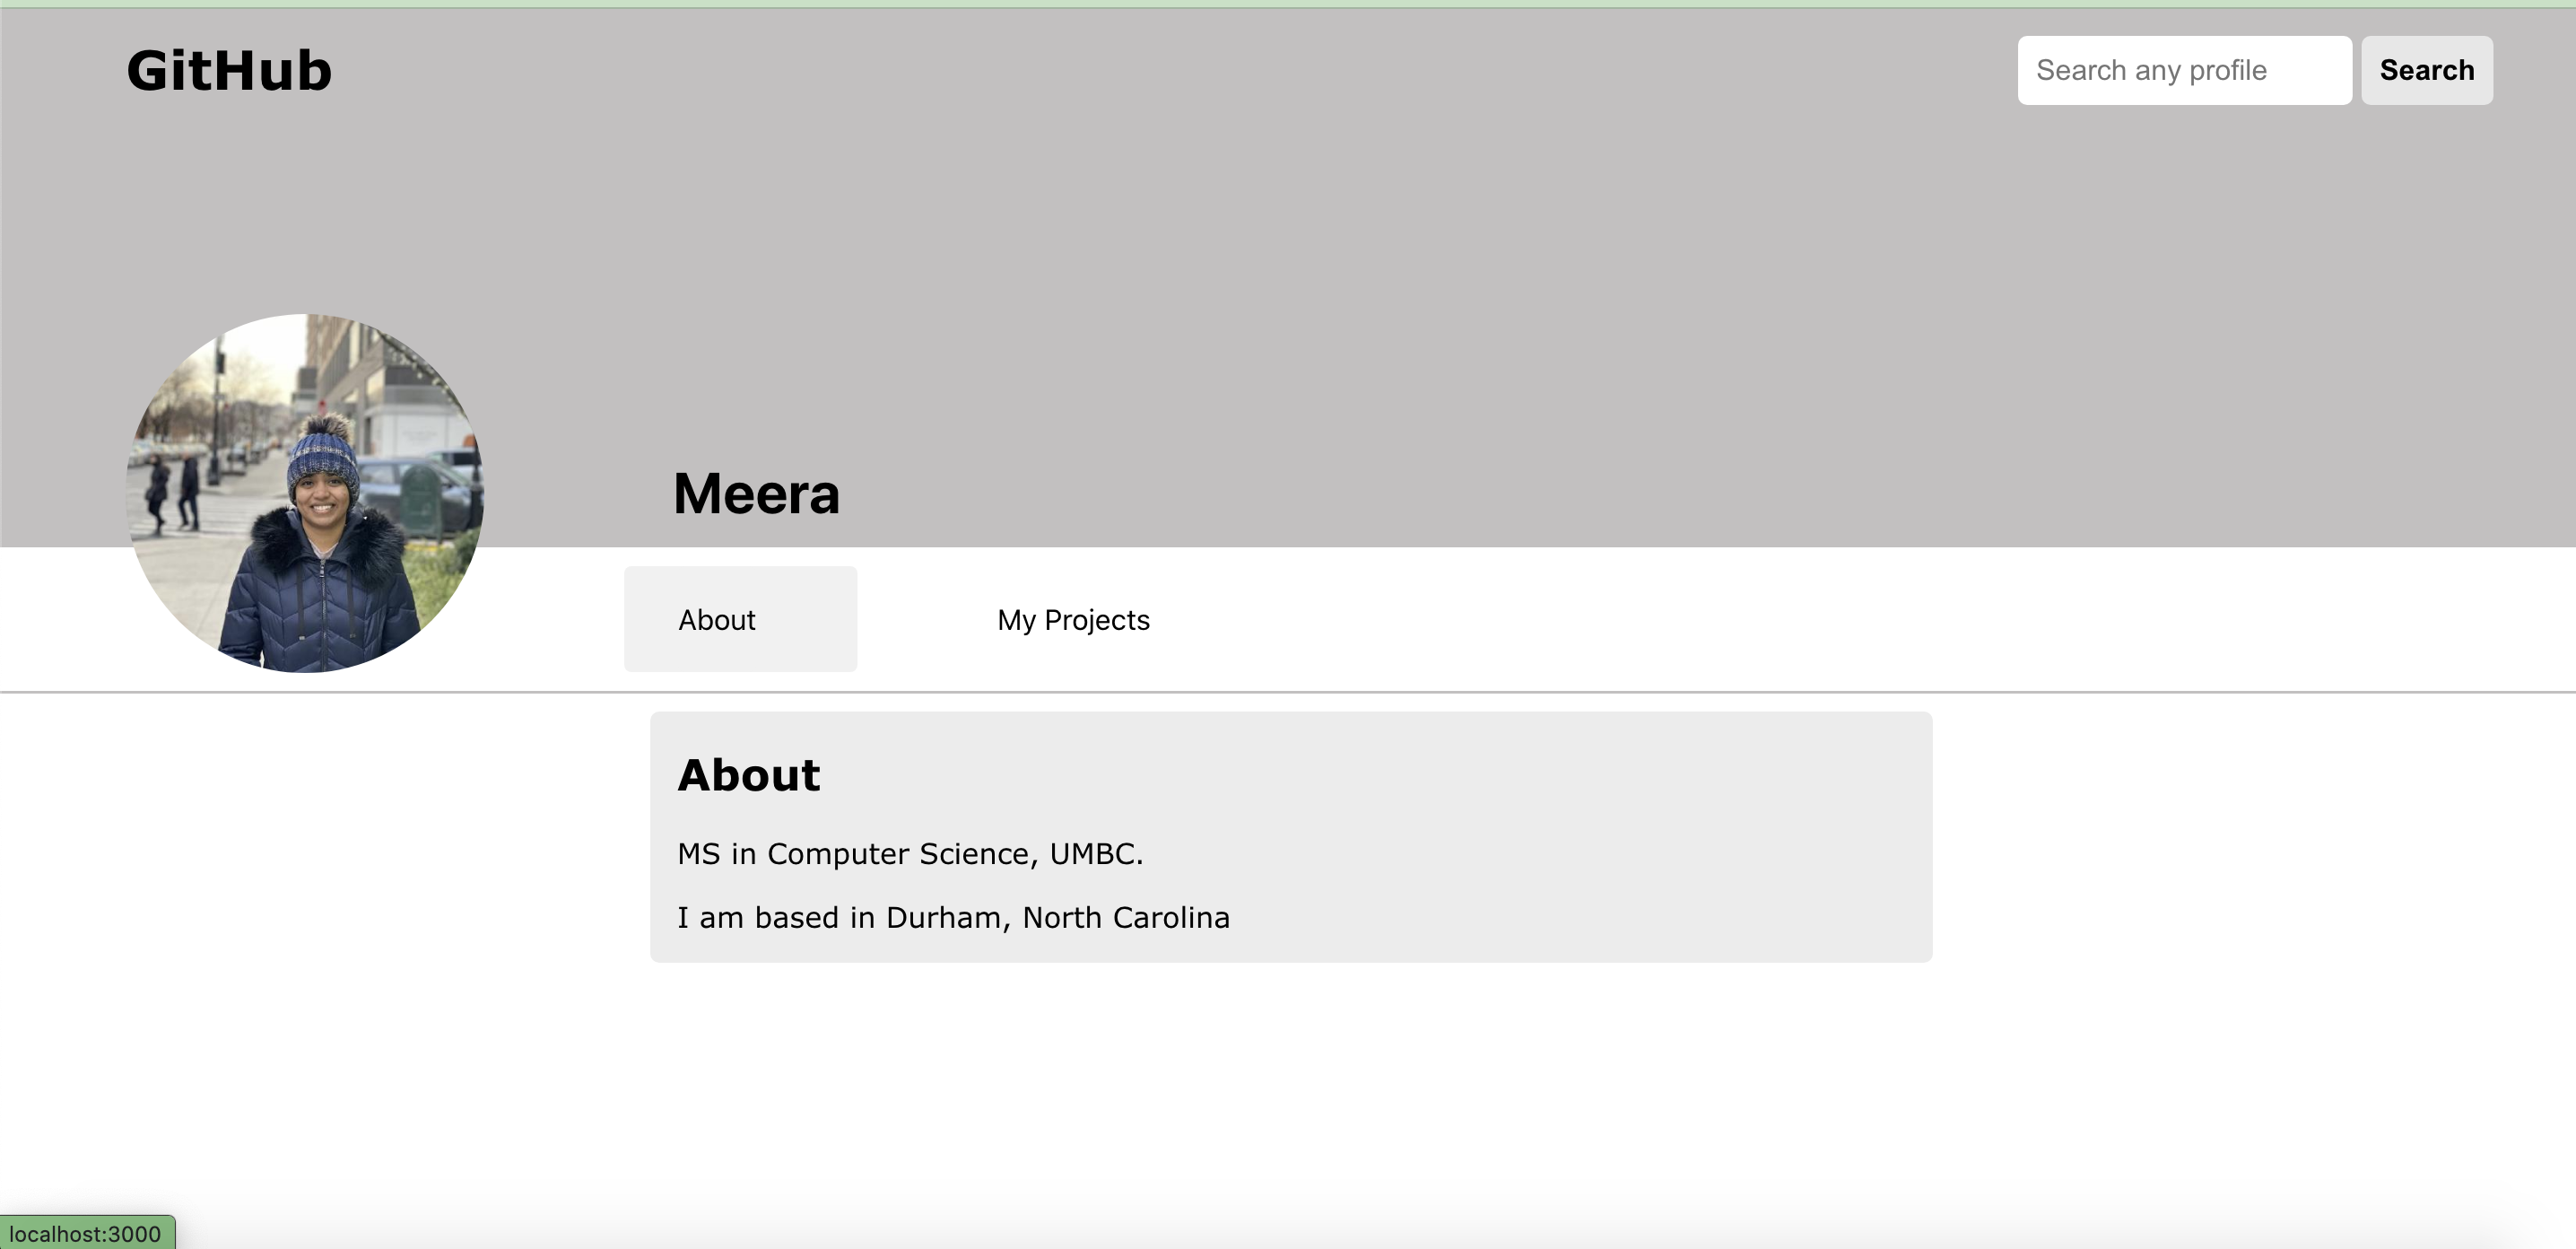 GitHub
Search any profile
Search
Meera
About
My Projects
About
MS in Computer Science, UMBC.
I am based in Durham, North Carolina
localhost:3000